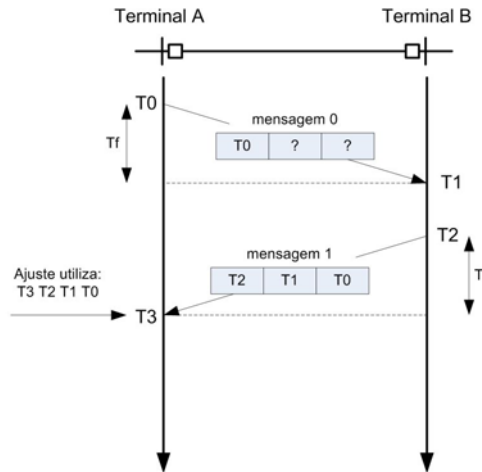 Terminal A
Terminal B
T0
mensagem 0
Tf
T0 ? ?
T1
T2
mensagem 1
Ajuste utiliza:
T3 T2 T1 T0
T2 T1 T0
T
T3